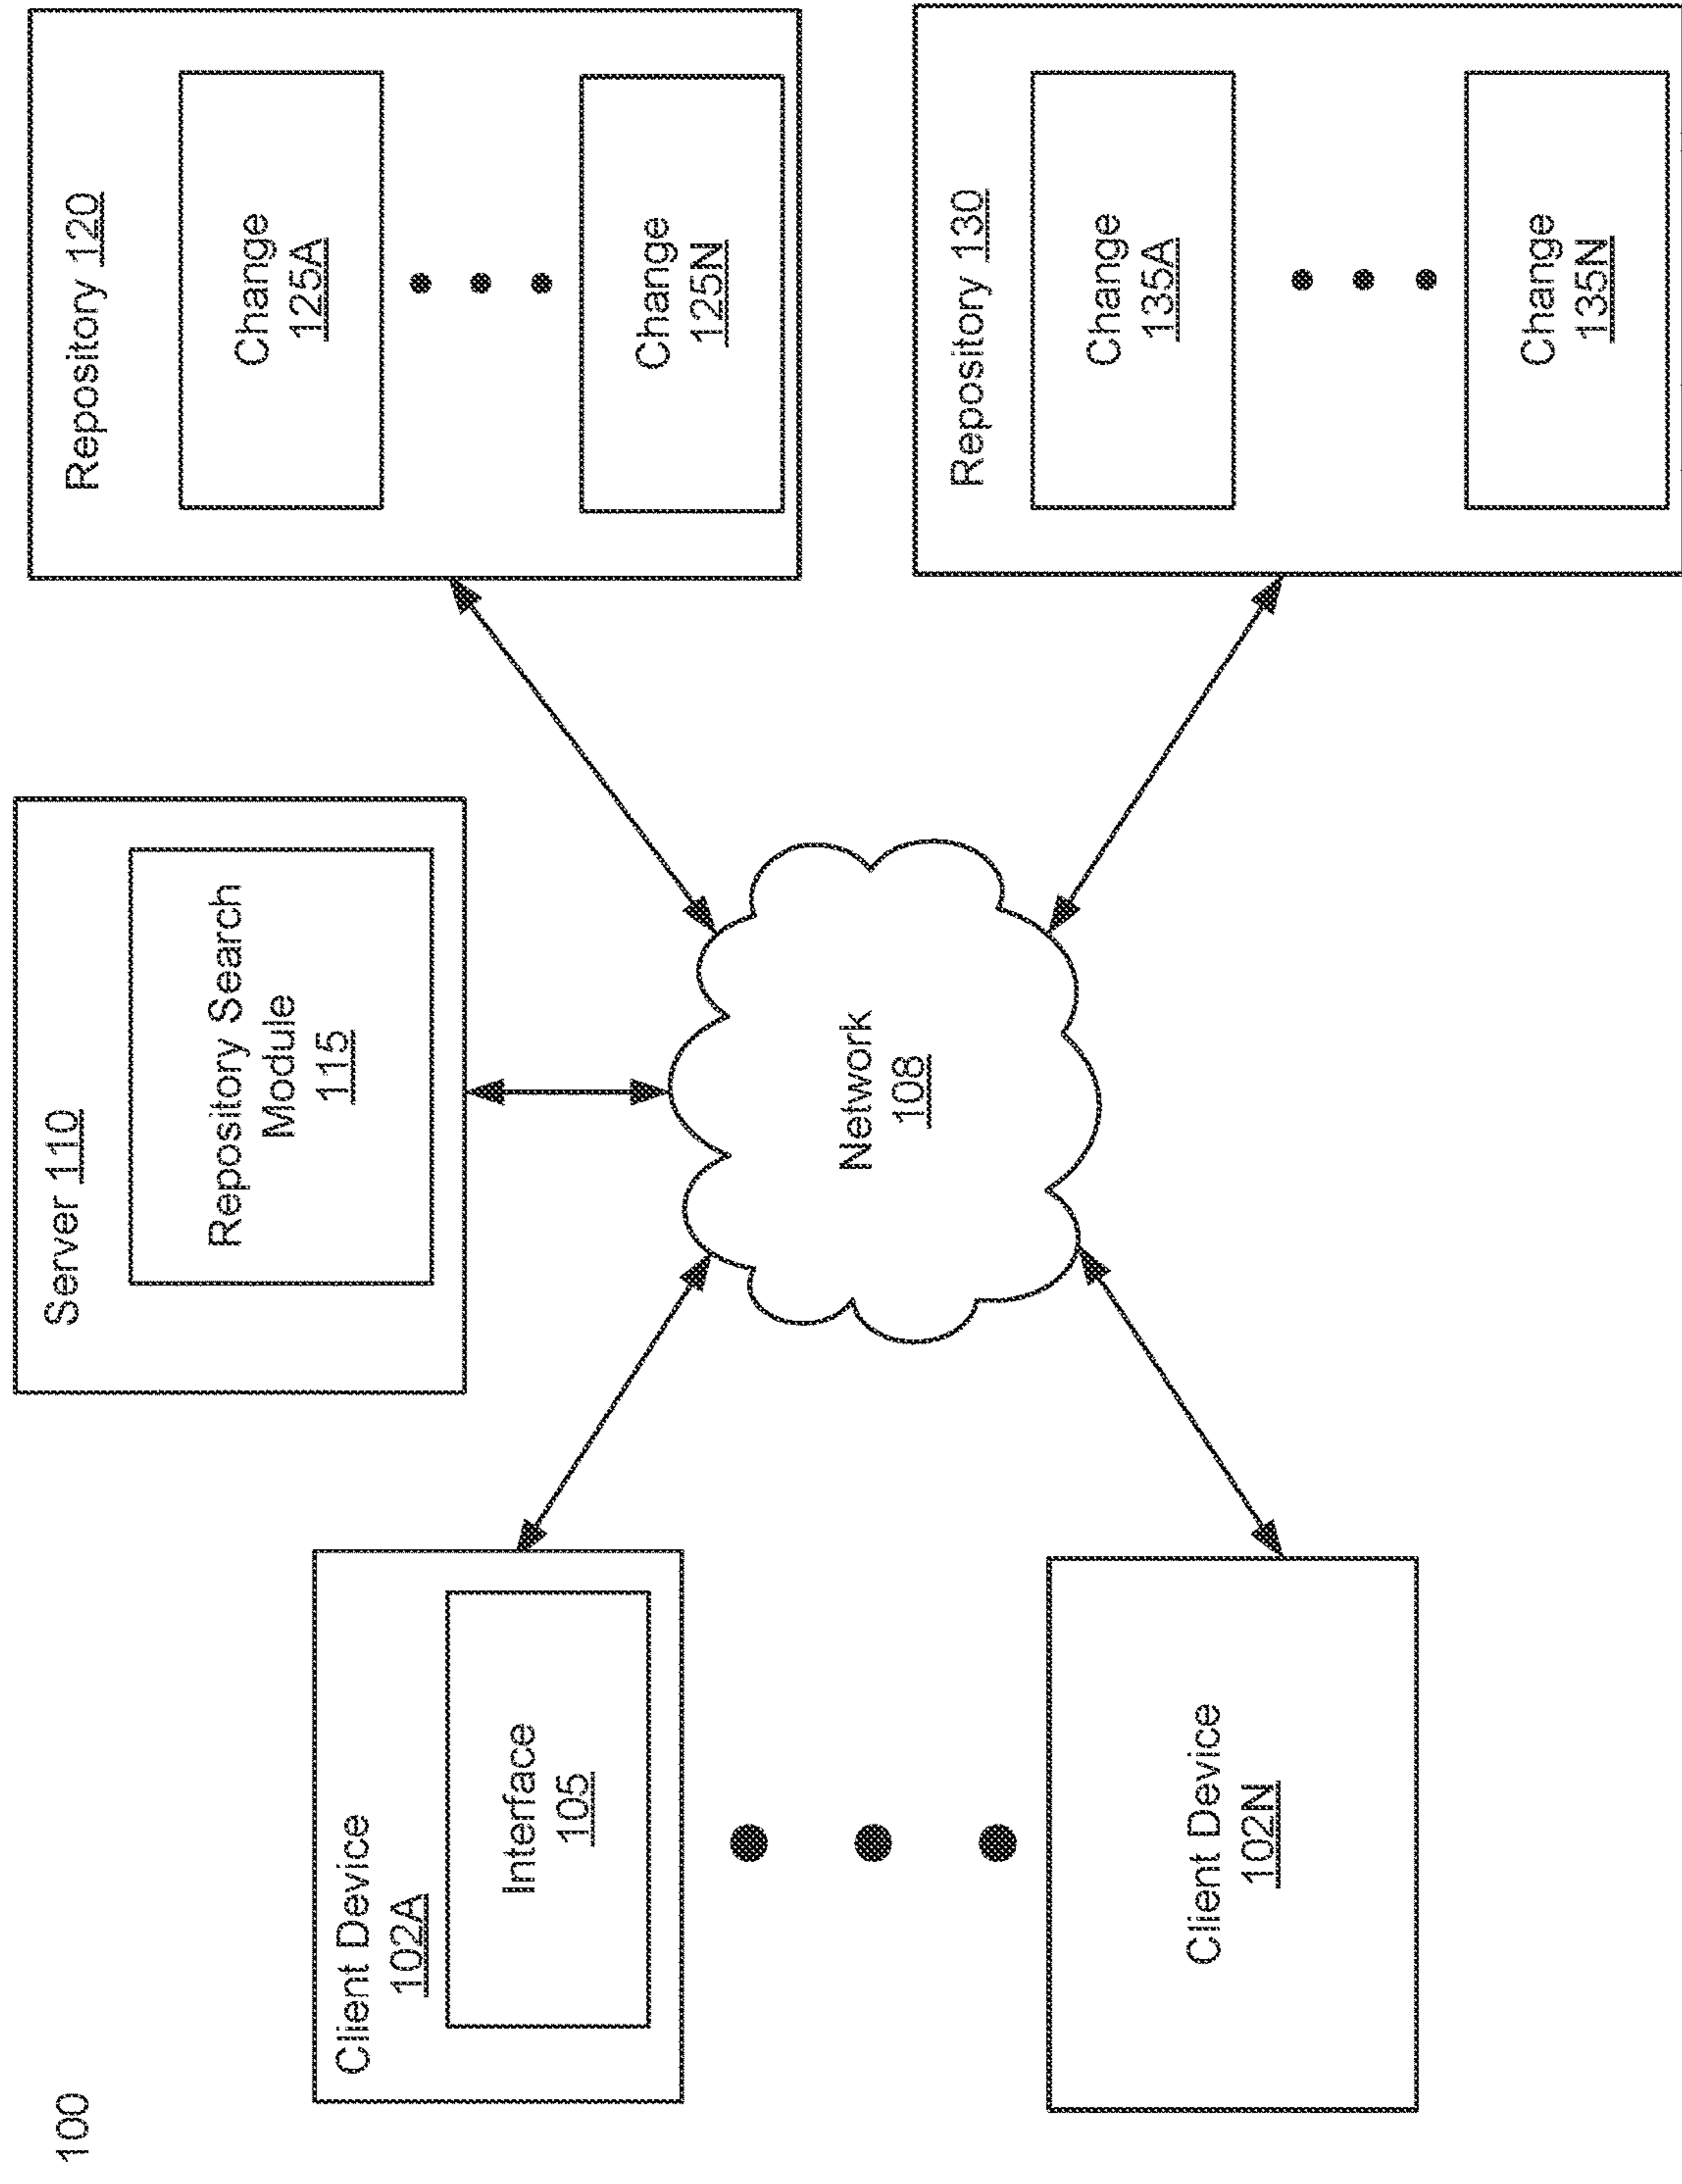 100
Client Device
102A
Interface
105
Client Device
102N
Server 110
Repository Search
Module
115
Network
108
Repository 120
Change
125A
Change
125N
Repository 130
Change
135A
Change
135N